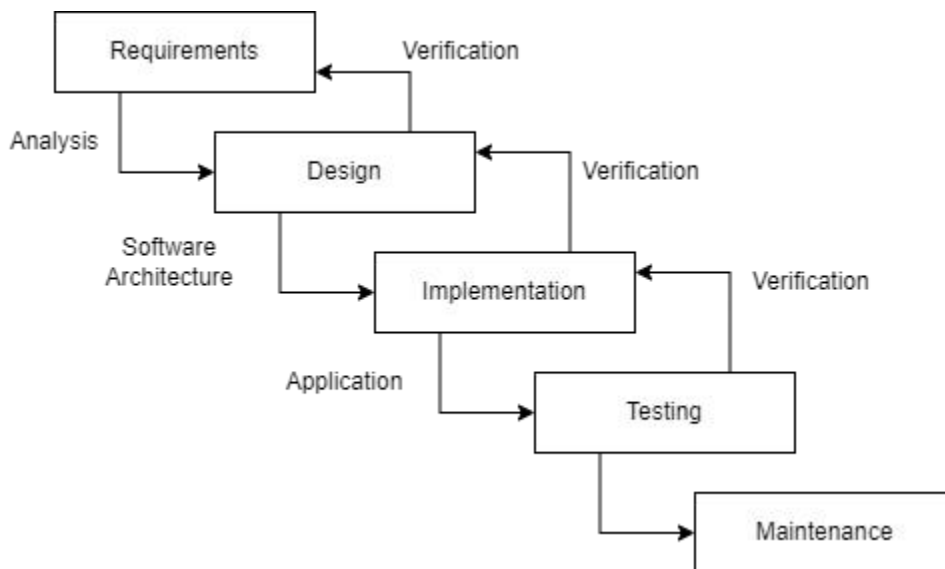 Requirements
Verification
Analysis
Design
Verification
Software
Architecture
Implementation
Verification
Application
Testing
Maintenance